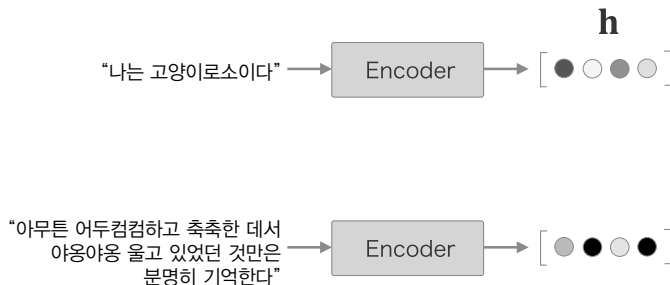 h
“나는 고양이로소이다”
Encoder
“아무튼 어두컴컴하고 축축한 데서
야옹야옹 울고 있었던 것만은
분명히 기억한다”
Encoder